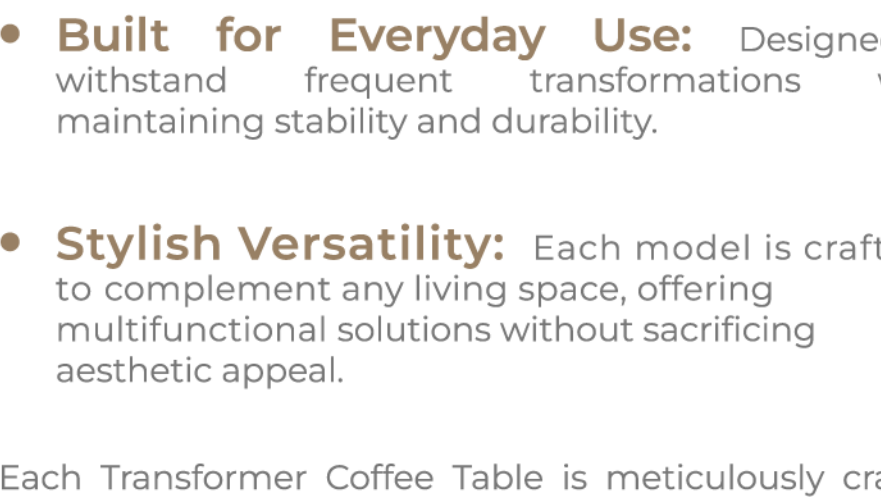 • Built for Everyday Use: Designe
withstand frequent transformations
maintaining stability and durability.
• Stylish Versatility: Each model is craft
to complement any living space, offering
multifunctional solutions without sacrificing
aesthetic appeal.
Each Transformer Coffee Table is meticulously cra